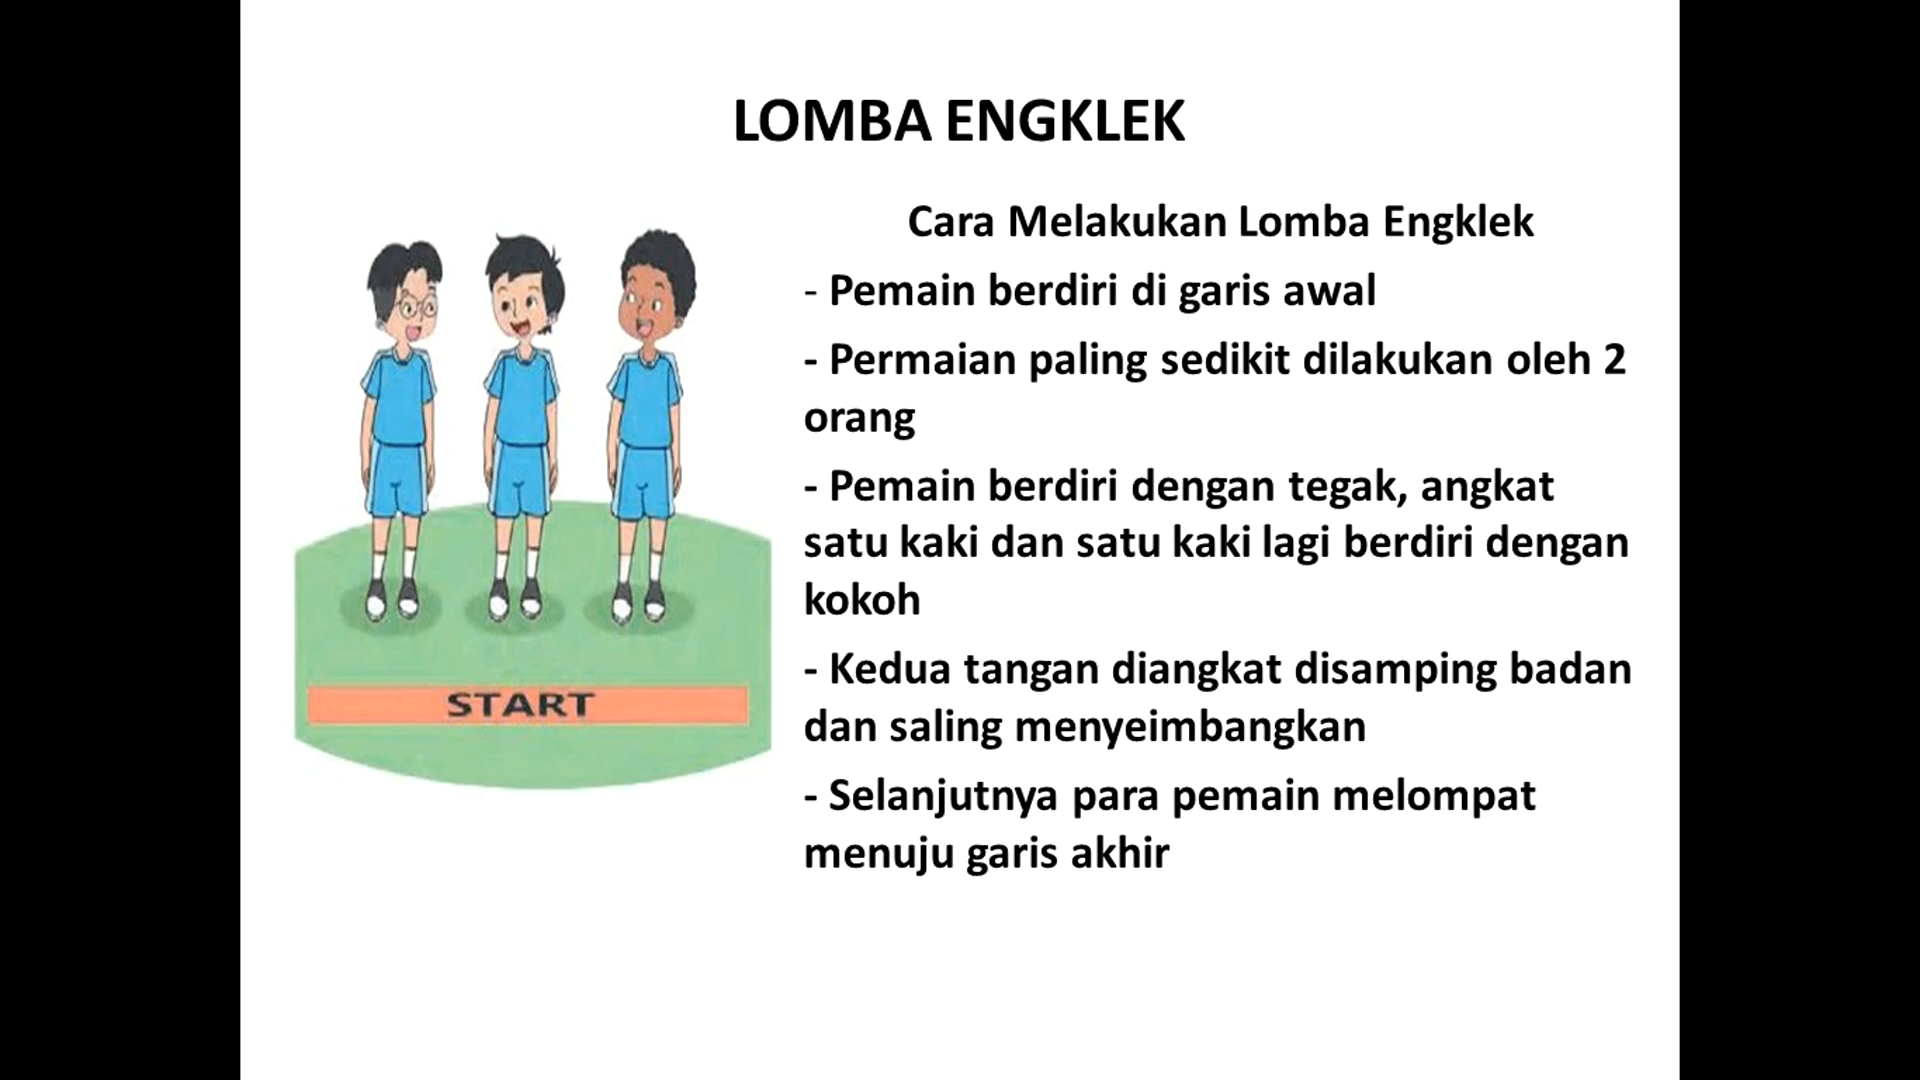 LOMBA ENGKLEK
Cara Melakukan Lomba Engklek
- Pemain berdiri di garis awal
- Permaian paling sedikit dilakukan oleh 2
orang
- Pemain berdiri dengan tegak, angkat
satu kaki dan satu kaki lagi berdiri dengan
kokoh
- Kedua tangan diangkat disamping badan
dan saling menyeimbangkan
- Selanjutnya para pemain melompat
menuju garis akhir
START